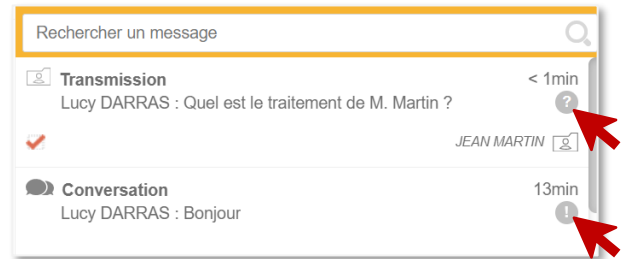 Rechercher un message
Transmission < 1min
Lucy DARRAS : Quel est le traitement de M. Martin ? ?
JEAN MARTIN
Conversation 13min
Lucy DARRAS : Bonjour !